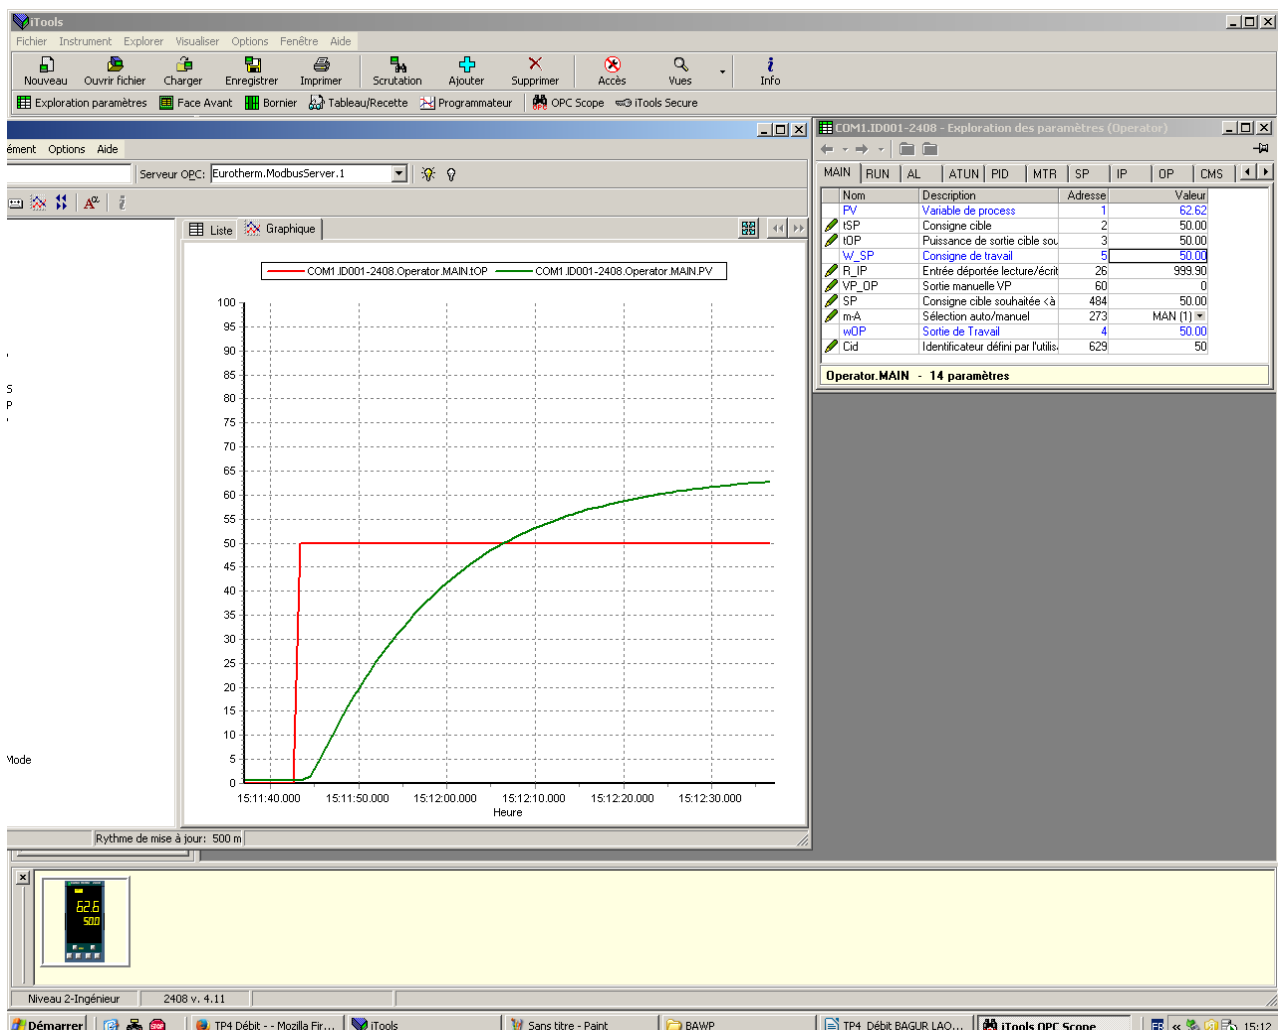 iTools
Fichier Instrument Explorer Visualiser Options Fenêtre Aide
Nouveau Ouvrir fichier Charger Enregistrer Imprimer Scrutation Ajouter Supprimer Accès Vues Info
Exploration paramètres Face Avant Bornier Tableau/Recette Programmateur OPC Scope iTools Secure
COM1.ID001-2408 - Exploration des paramètres (Operator)
ément Options Aide
Serveur OPC: Eurotherm.ModbusServer.1
MAIN RUN AL ATUN PID MTR SP IP OP CMS
Nom Description Adresse Valeur
PV Variable de process 1 62.62
tSP Consigne cible 2 50.00
tOP Puissance de sortie cible sou 3 50.00
W_SP Consigne de travail 5 50.00
R_IP Entrée déportée lecture/écrit 26 999.90
VP_OP Sortie manuelle VP 60 0
SP Consigne cible souhaitée <à 484 50.00
m-A Sélection auto/manuel 273 MAN (1)
wOP Sortie de Travail 4 50.00
Cid Identificateur défini par l'utilis 629 50
Operator.MAIN - 14 paramètres
Liste Graphique
COM1.ID001-2408.Operator.MAIN.tOP COM1.ID001-2408.Operator.MAIN.PV
100
95
90
85
80
75
70
65
60
55
50
45
40
35
30
25
20
15
10
5
0
15:11:40.000 15:11:50.000 15:12:00.000 15:12:10.000 15:12:20.000 15:12:30.000
Heure
S
P
Mode
Rythme de mise à jour: 500 m
62.6
50.0
Niveau 2-Ingénieur 2408 v. 4.11
Démarrer TP4 Débit - - Mozilla Fir... iTools Sans titre - Paint BAWP TP4 Débit BAGUR LAO... iTools OPC Scope FR « 15:12